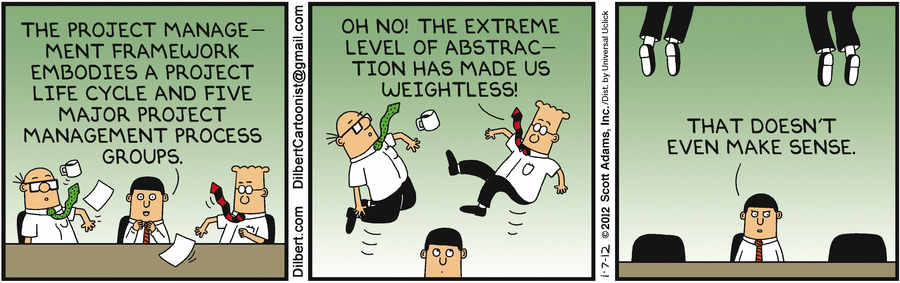 THE PROJECT MANAGE-
MENT FRAMEWORK
EMBODIES A PROJECT
LIFE CYCLE AND FIVE
MAJOR PROJECT
MANAGEMENT PROCESS
GROUPS.
Dilbert.com DilbertCartoonist@gmail.com
OH NO! THE EXTREME
LEVEL OF ABSTRAC-
TION HAS MADE US
WEIGHTLESS!
1-7-12 ©2012 Scott Adams, Inc. /Dist. by Universal Uclick
THAT DOESN'T
EVEN MAKE SENSE.